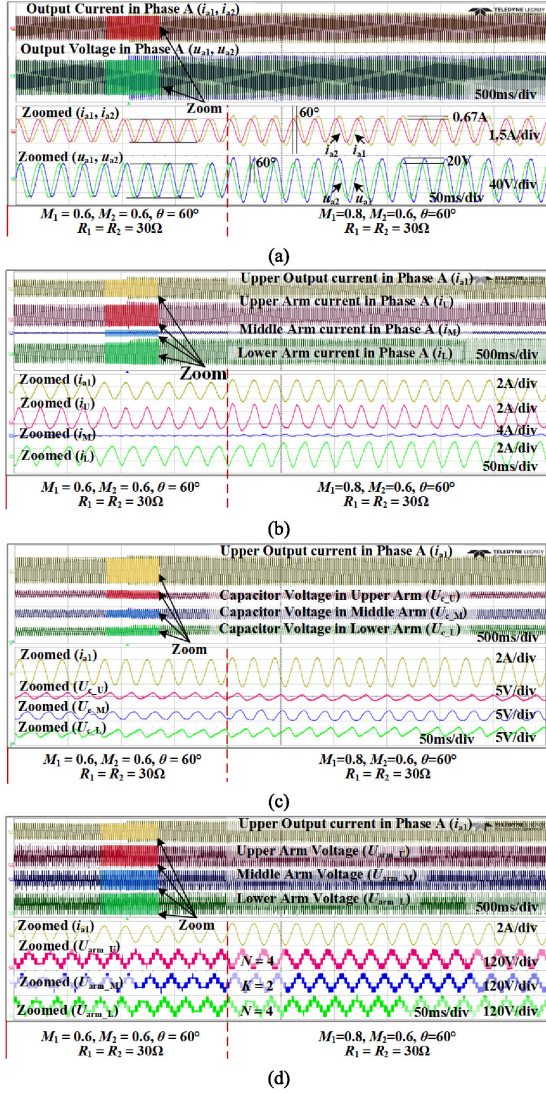 Output Current in Phase A (ia1, ia2)
TELEDYNE LECROY
Output Voltage in Phase A (ua1, ua2)
Zoom
500ms/div
Zoomed (ia1, ia2)
60°
0.67A
ia2
ia1
1.5A/div
Zoomed (ua1, ua2)
60°
20V
ua2
ua1
40V/div
50ms/div
M1 = 0.6, M2 = 0.6, θ = 60°
R1 = R2 = 30Ω
M1=0.8, M2=0.6, θ=60°
R1 = R2 = 30Ω
(a)
Upper Output current in Phase A (ia1)
Upper Arm current in Phase A (iU)
Middle Arm current in Phase A (iM)
Lower Arm current in Phase A (iL)
500ms/div
Zoom
Zoomed (ia1)
2A/div
Zoomed (iU)
2A/div
Zoomed (iM)
4A/div
Zoomed (iL)
2A/div
50ms/div
M1 = 0.6, M2 = 0.6, θ = 60°
R1 = R2 = 30Ω
M1=0.8, M2=0.6, θ=60°
R1 = R2 = 30Ω
(b)
Upper Output current in Phase A (ia1)
TELEDYNE LECROY
Capacitor Voltage in Upper Arm (Uc_U)
Capacitor Voltage in Middle Arm (Uc_M)
Capacitor Voltage in Lower Arm (Uc_L)
500ms/div
Zoom
Zoomed (ia1)
2A/div
Zoomed (Uc_U)
5V/div
Zoomed (Uc_M)
5V/div
Zoomed (Uc_L)
50ms/div
5V/div
M1 = 0.6, M2 = 0.6, θ = 60°
R1 = R2 = 30Ω
M1=0.8, M2=0.6, θ=60°
R1 = R2 = 30Ω
(c)
Upper Output current in Phase A (ia1)
Upper Arm Voltage (Uarm_U)
Middle Arm Voltage (Uarm_M)
Lower Arm Voltage (Uarm_L)
500ms/div
Zoom
Zoomed (ia1)
2A/div
Zoomed (Uarm_U)
N = 4
120V/div
Zoomed (Uarm_M)
K = 2
120V/div
Zoomed (Uarm_L)
N = 4
50ms/div
120V/div
M1 = 0.6, M2 = 0.6, θ = 60°
R1 = R2 = 30Ω
M1=0.8, M2=0.6, θ=60°
R1 = R2 = 30Ω
(d)